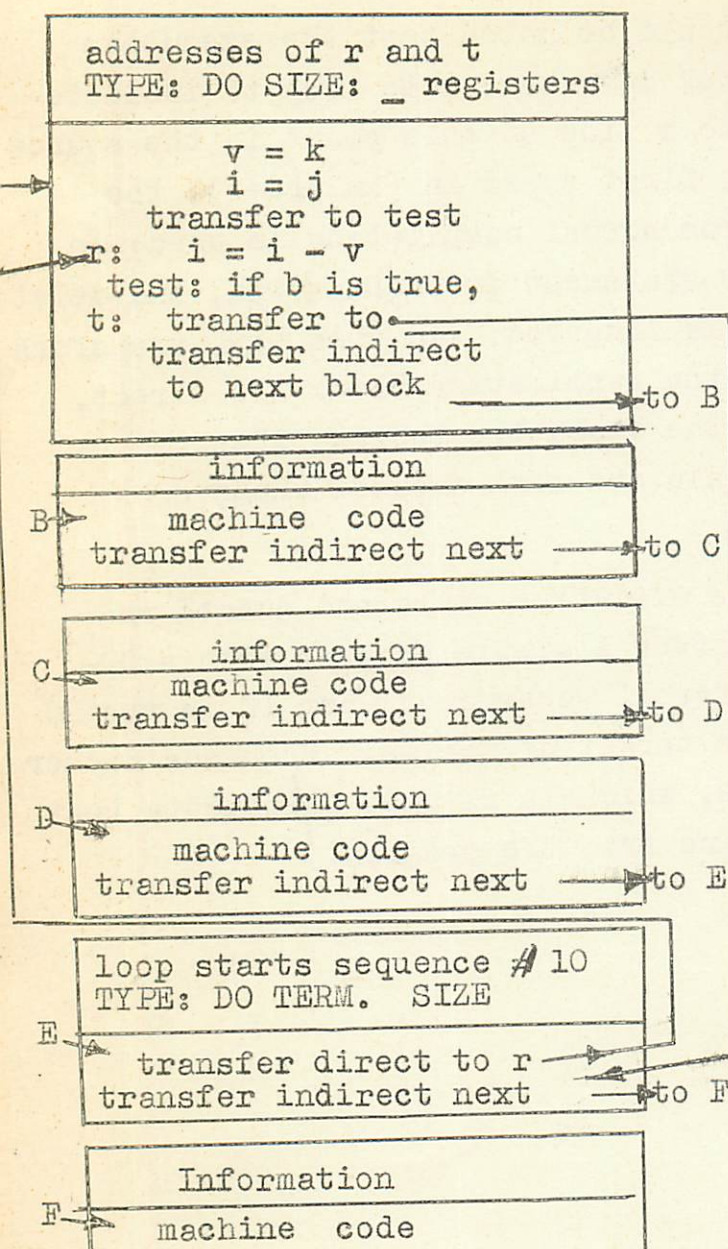 addresses of r and t
TYPE: DO SIZE: _ registers
v = k
i = j
transfer to test
r: i = i - v
test: if b is true,
t: transfer to
transfer indirect
to next block
to B
information
B
machine code
transfer indirect next
to C
information
C
machine code
transfer indirect next
to D
information
D
machine code
transfer indirect next
to E
loop starts sequence # 10
TYPE: DO TERM. SIZE
E
transfer direct to r
transfer indirect next
to F
Information
F
machine code